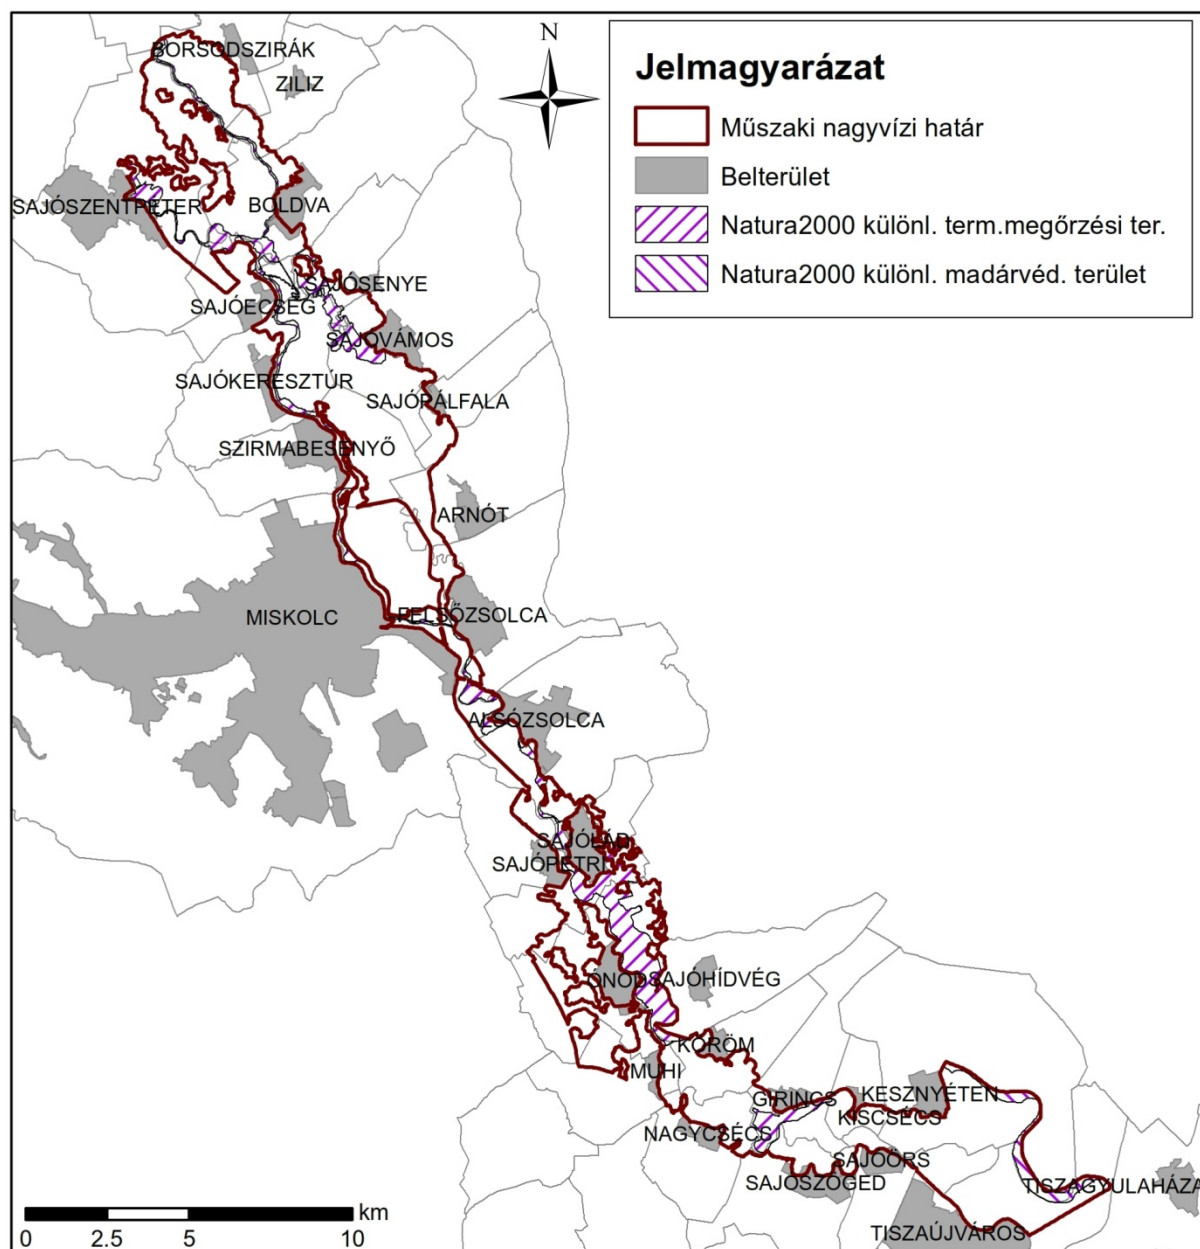 N
Jelmagyarázat
Műszaki nagyvízi határ
Belterület
Natura2000 különl. term.megőrzési ter.
Natura2000 különl. madárvéd. terület
BORSODSZIRÁK
ZILIZ
SAJÓSZENTPÉTER
BOLDVA
SAJÓSENYE
SAJÓECSEG
SAJÓVÁMOS
SAJÓKERESZTÚR
SAJÓPÁLFALA
SZIRMABESENYŐ
ARNÓT
MISKOLC
FELSŐZSOLCA
ALSÓZSOLCA
SAJÓLÁD
SAJÓPETRI
ÓNOD
SAJÓHÍDVÉG
KÖRÖM
MUHI
GIRINCS
KESZNYÉTEN
KISCSÉCS
NAGYCSÉCS
SAJÓÖRS
SAJÓSZÖGED
TISZAGYULAHÁZA
TISZAÚJVÁROS
km
0 2.5 5 10